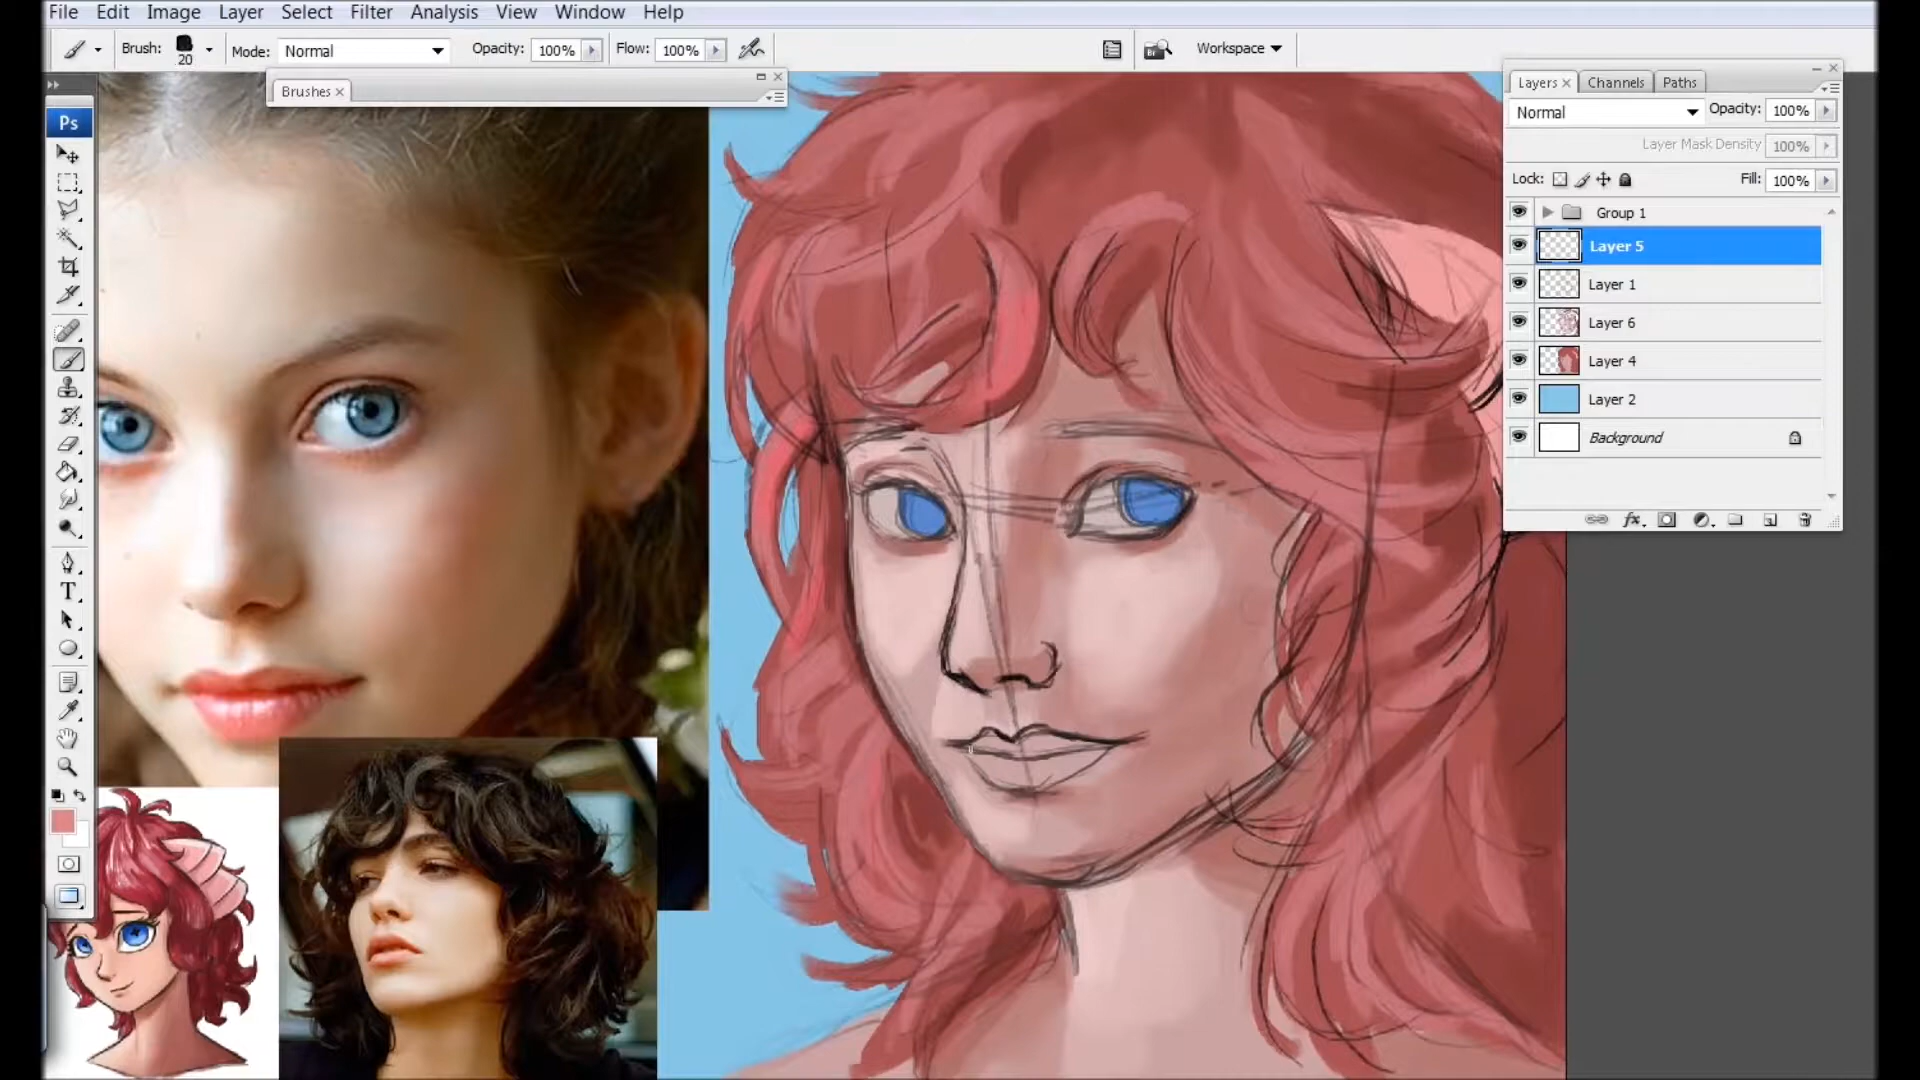 File Edit Image Layer Select Filter Analysis View Window Help
Brush: 20 Mode: Normal Opacity: 100% Flow: 100% Workspace
Brushes
Ps
T
Layers Channels Paths
Normal Opacity: 100%
Layer Mask Density 100%
Lock: Fill: 100%
Group 1
Layer 5
Layer 1
Layer 6
Layer 4
Layer 2
Background
fx